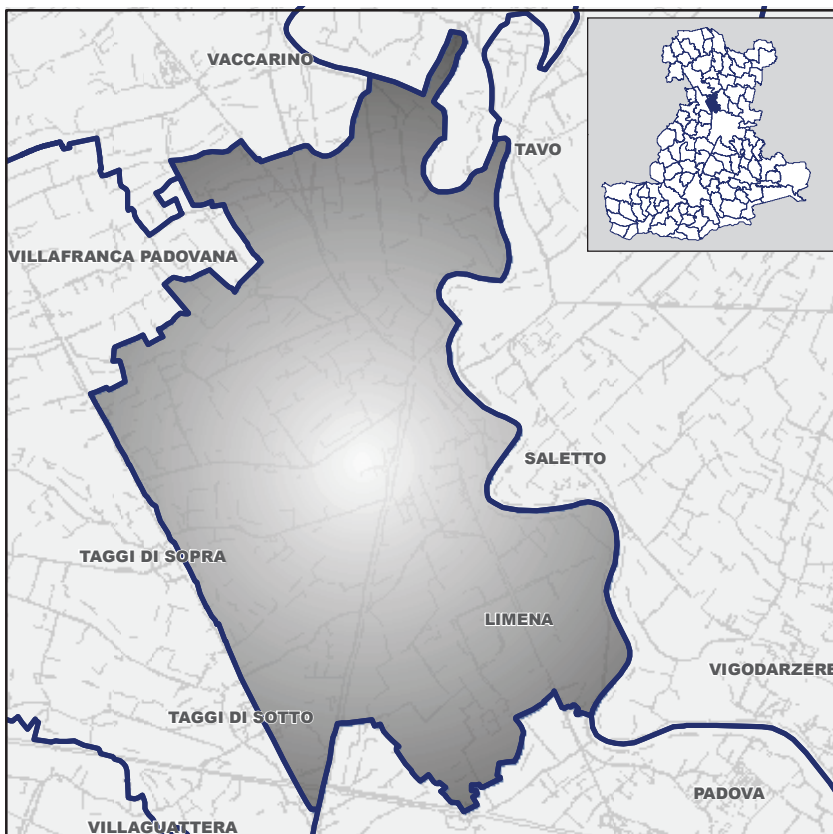 VACCARINO
TAVO
VILLAFRANCA PADOVANA
SALETTO
TAGGI DI SOPRA
LIMENA
VIGODARZERE
TAGGI DI SOTTO
PADOVA
VILLAGUATTERA